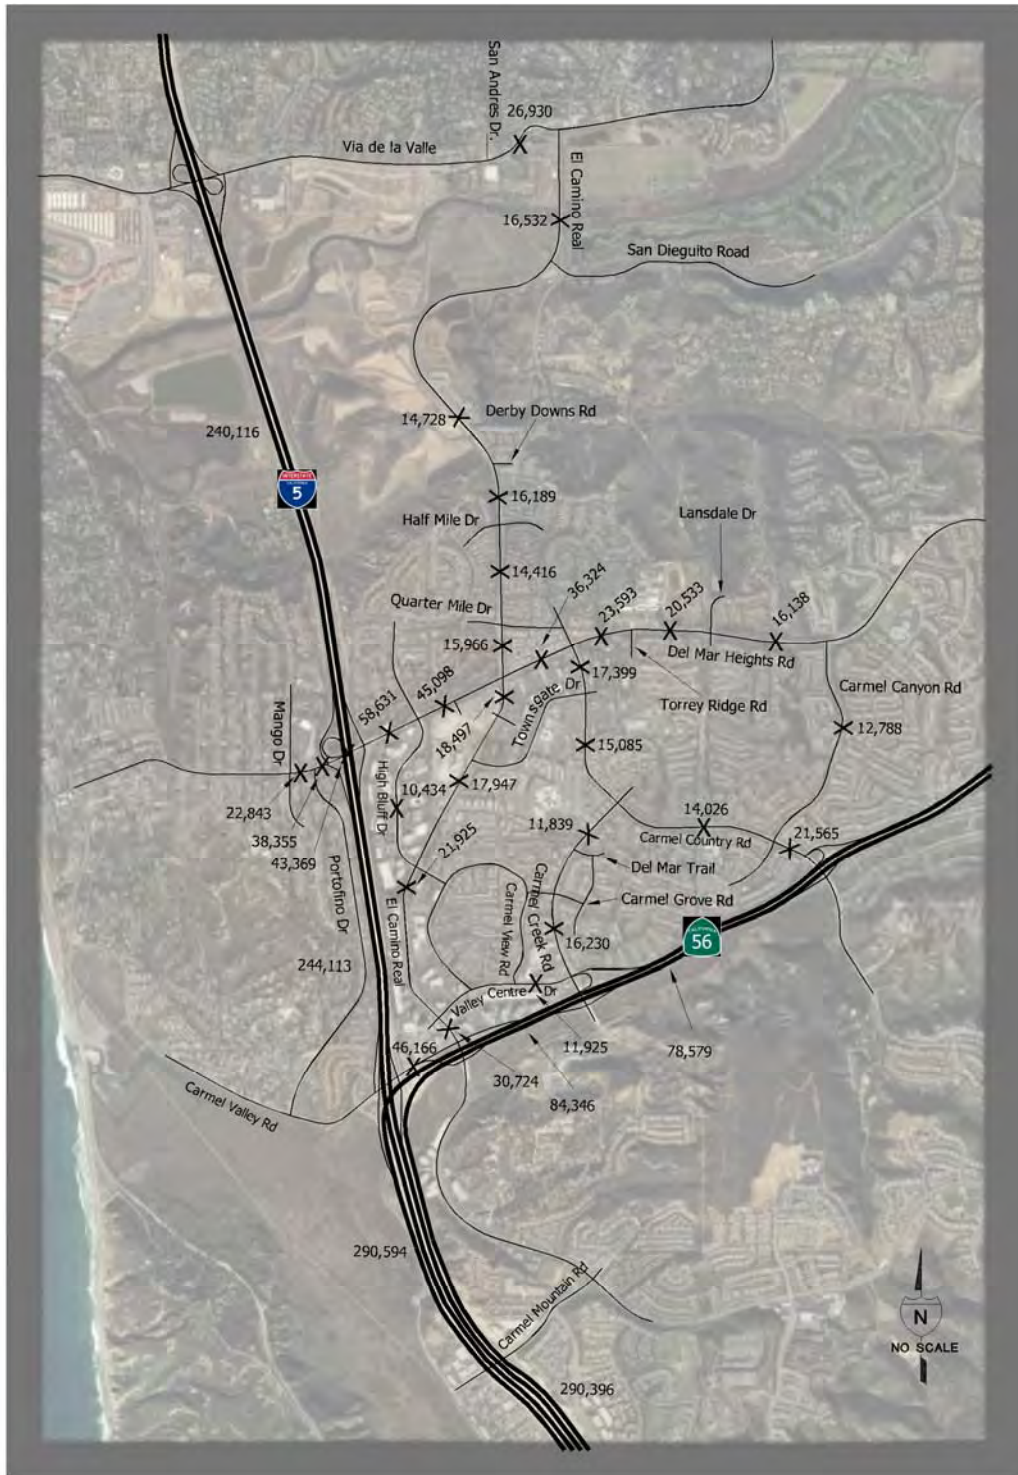 San Andres Dr.
26,930
Via de la Valle
El Camino Real
16,532
San Dieguito Road
14,728
Derby Downs Rd
240,116
INTERSTATE
CALIFORNIA
5
16,189
Half Mile Dr
Lansdale Dr
14,416
36,324
23,593
20,533
16,138
Quarter Mile Dr
15,966
Del Mar Heights Rd
17,399
Carmel Canyon Rd
45,098
58,631
Mango Dr
18,497
Townsgate Dr
Torrey Ridge Rd
12,788
15,085
High Bluff Dr
10,434
17,947
22,843
38,355
43,369
11,839
14,026
Carmel Country Rd
21,565
21,925
Portofino Dr
Del Mar Trail
Carmel Grove Rd
El Camino Real
Carmel View Rd
Carmel Creek Rd
16,230
CALIFORNIA
56
244,113
Valley Centre Dr
46,166
11,925
78,579
30,724
84,346
Carmel Valley Rd
290,594
Carmel Mountain Rd
N
NO SCALE
290,396